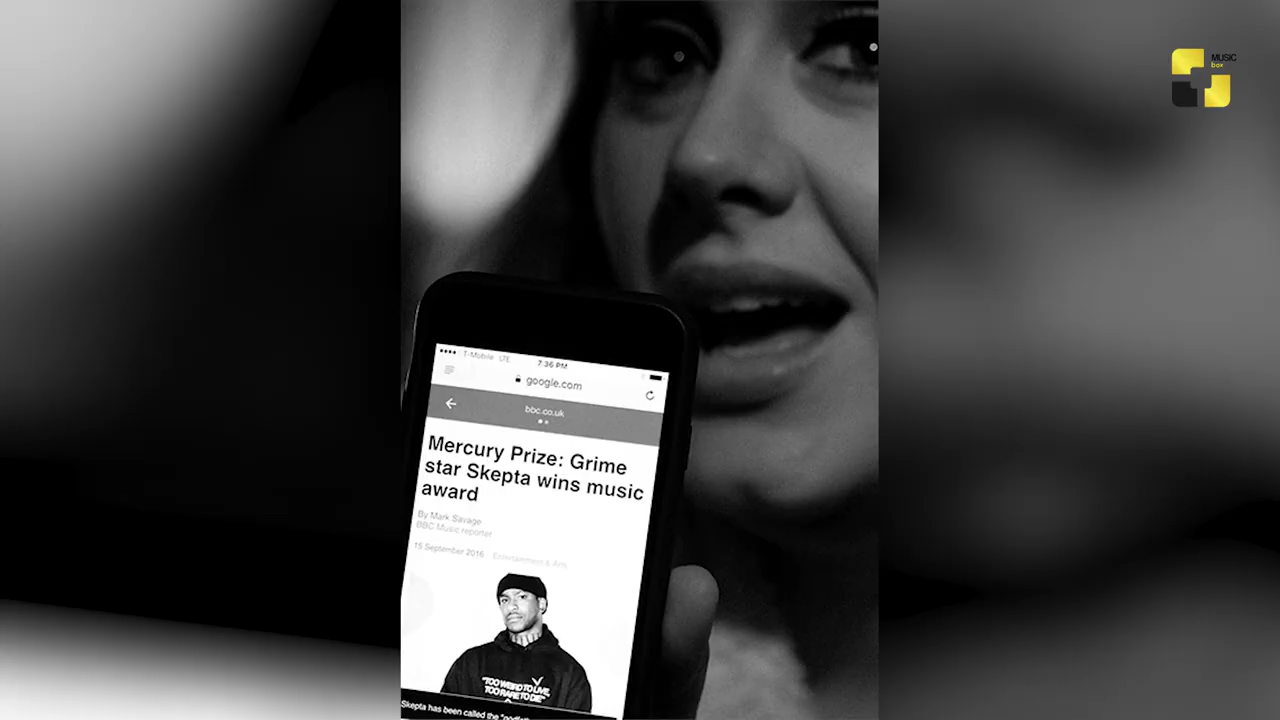 MUSIC
box
T-Mobile LTE 7:36 PM
google.com
bbc.co.uk
Mercury Prize: Grime
star Skepta wins music
award
By Mark Savage
BBC Music reporter
15 September 2016 Entertainment & Arts
"TOO WEIRD TO LIVE,
TOO RARE TO DIE"
Skepta has been called the